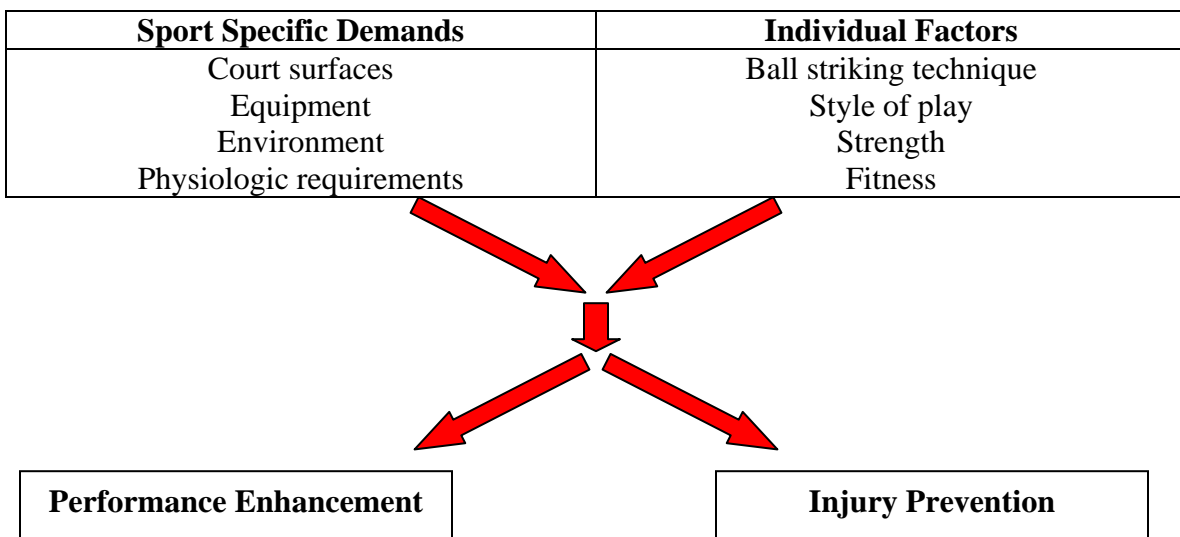 Sport Specific Demands
Individual Factors
Court surfaces
Equipment
Environment
Physiologic requirements
Ball striking technique
Style of play
Strength
Fitness
Performance Enhancement
Injury Prevention